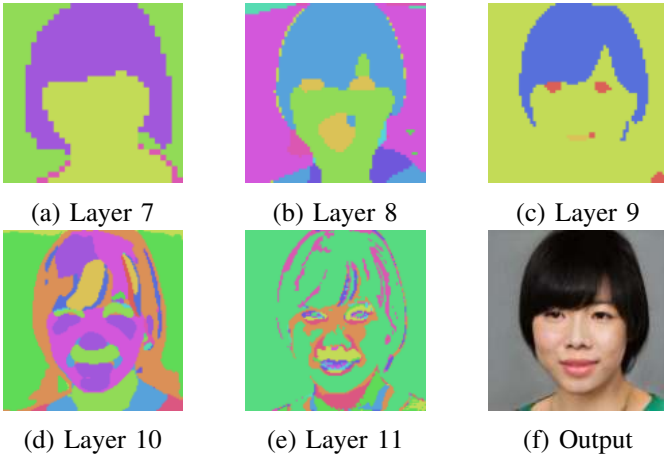 (a) Layer 7
(b) Layer 8
(c) Layer 9
(d) Layer 10
(e) Layer 11
(f) Output